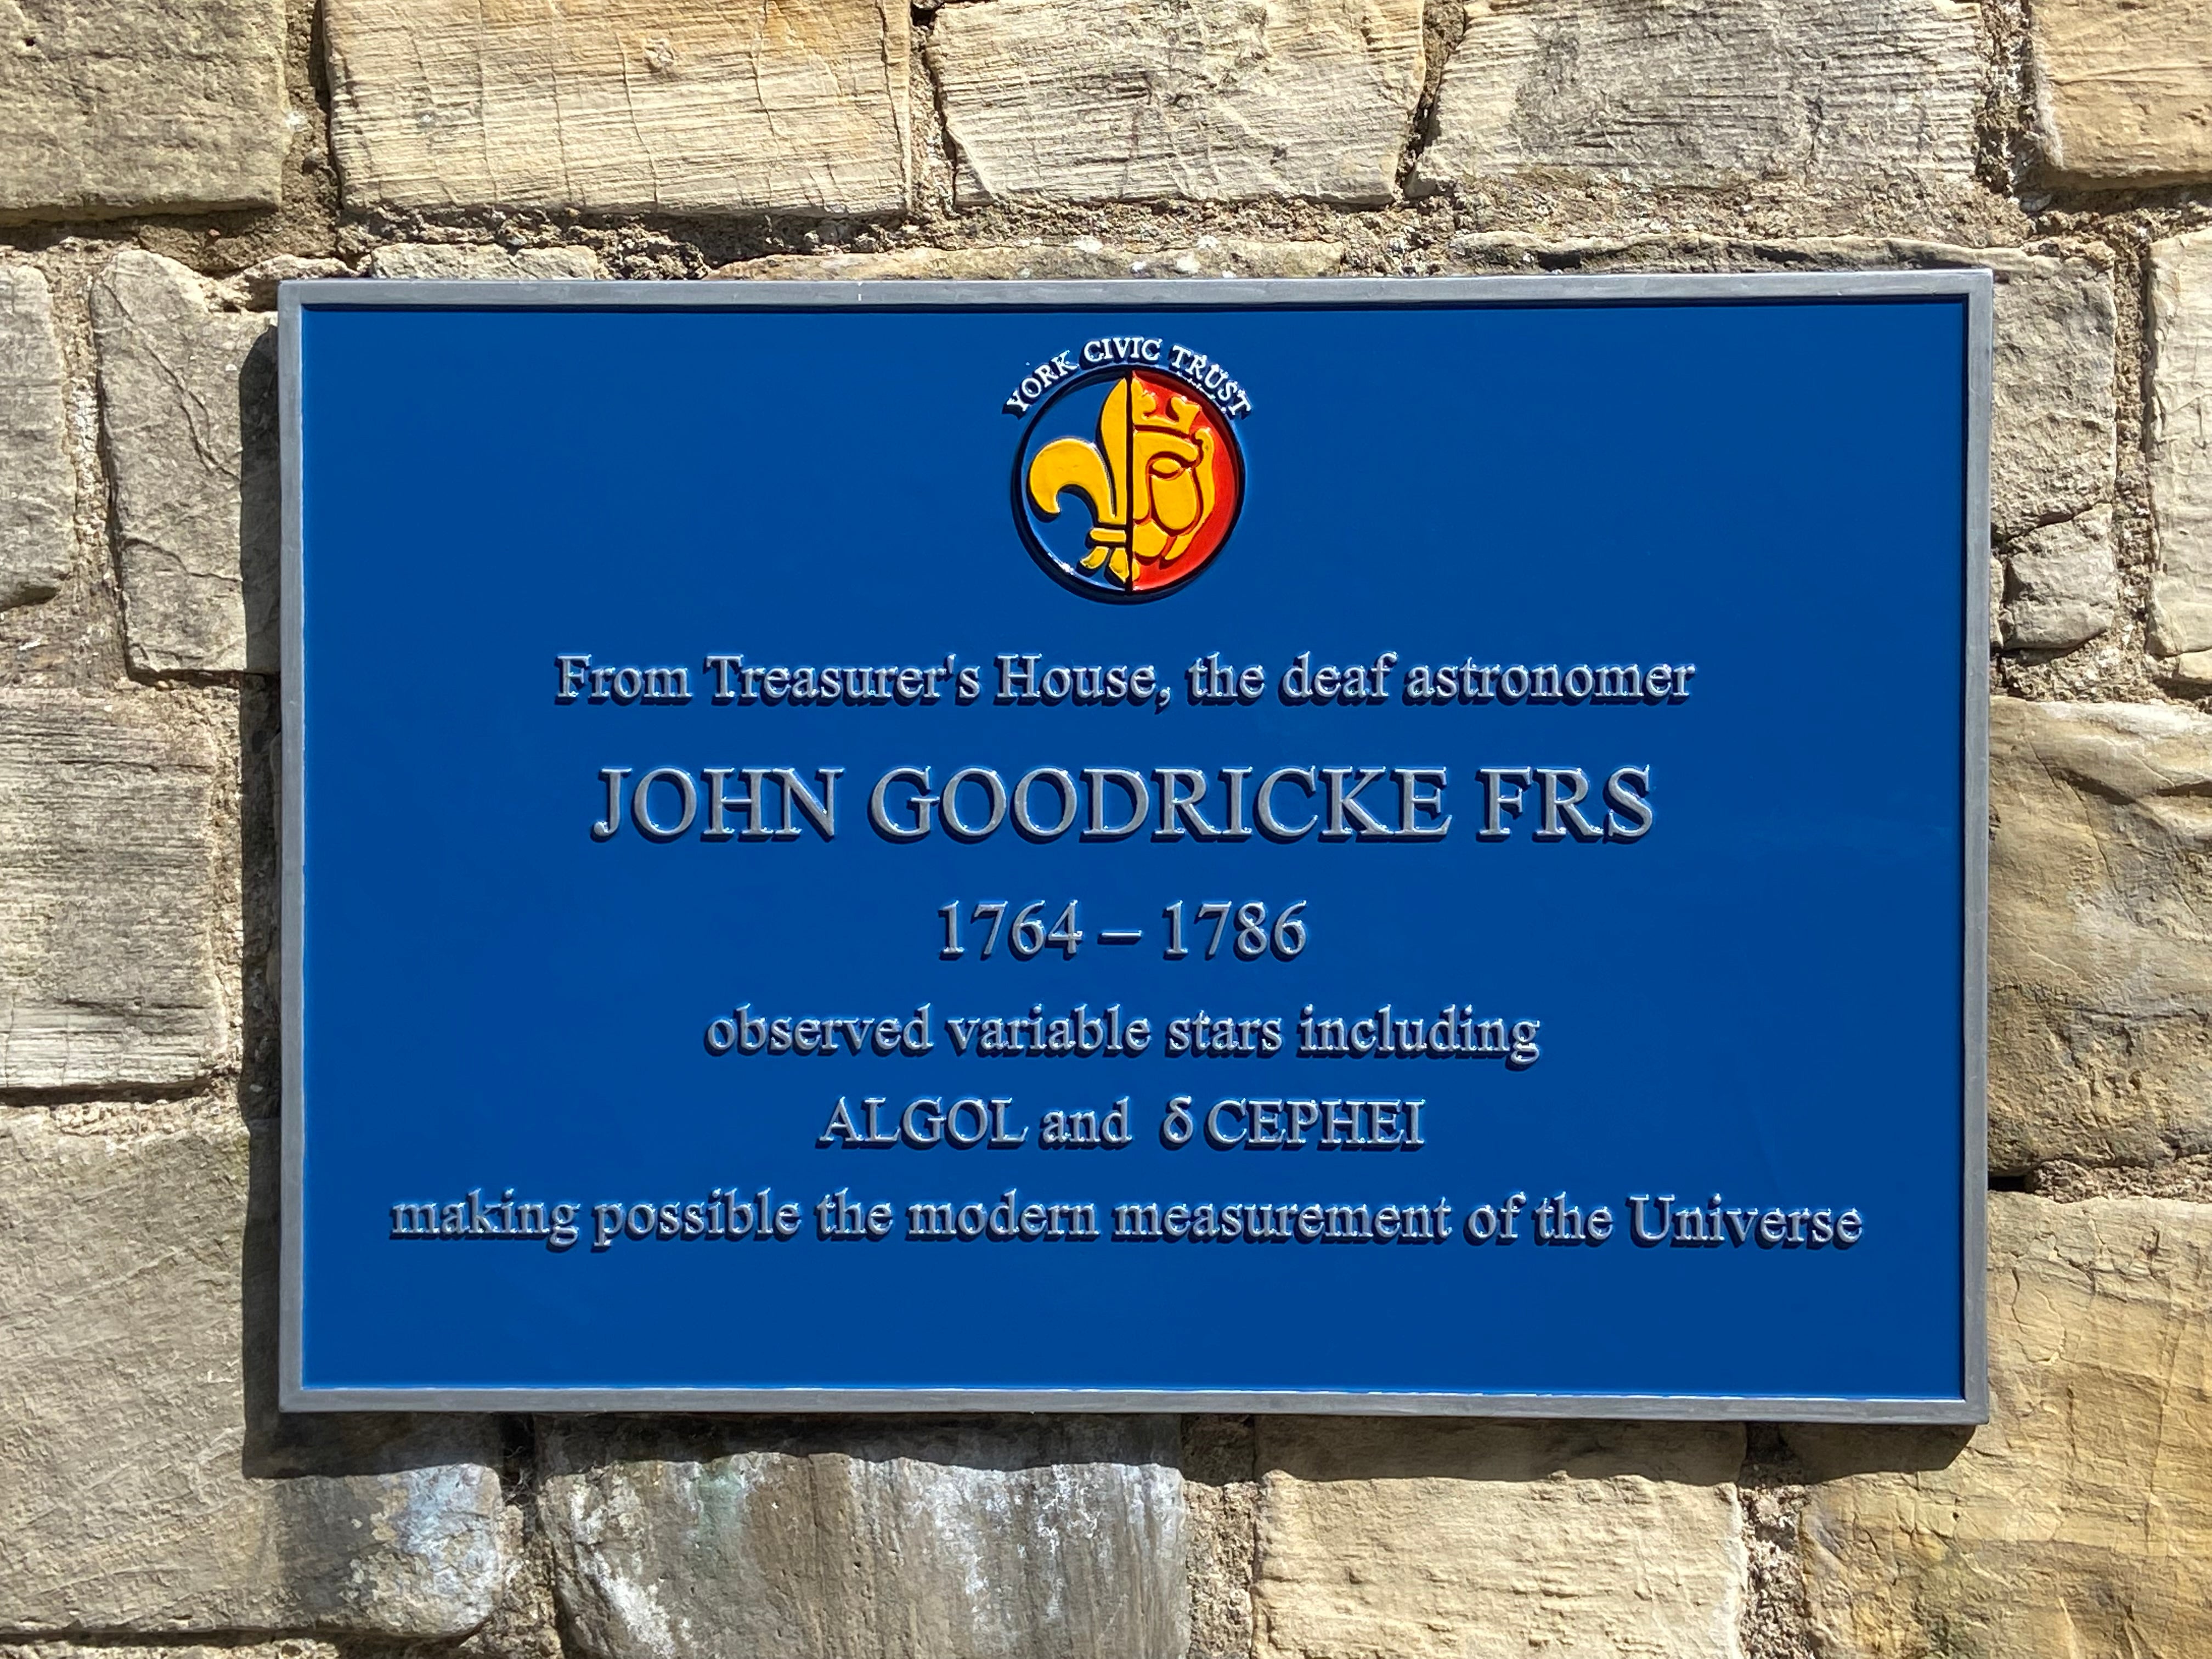 YORK CIVIC TRUST
From Treasurer's House, the deaf astronomer
JOHN GOODRICKE FRS
1764 – 1786
observed variable stars including
ALGOL and δ CEPHEI
making possible the modern measurement of the Universe